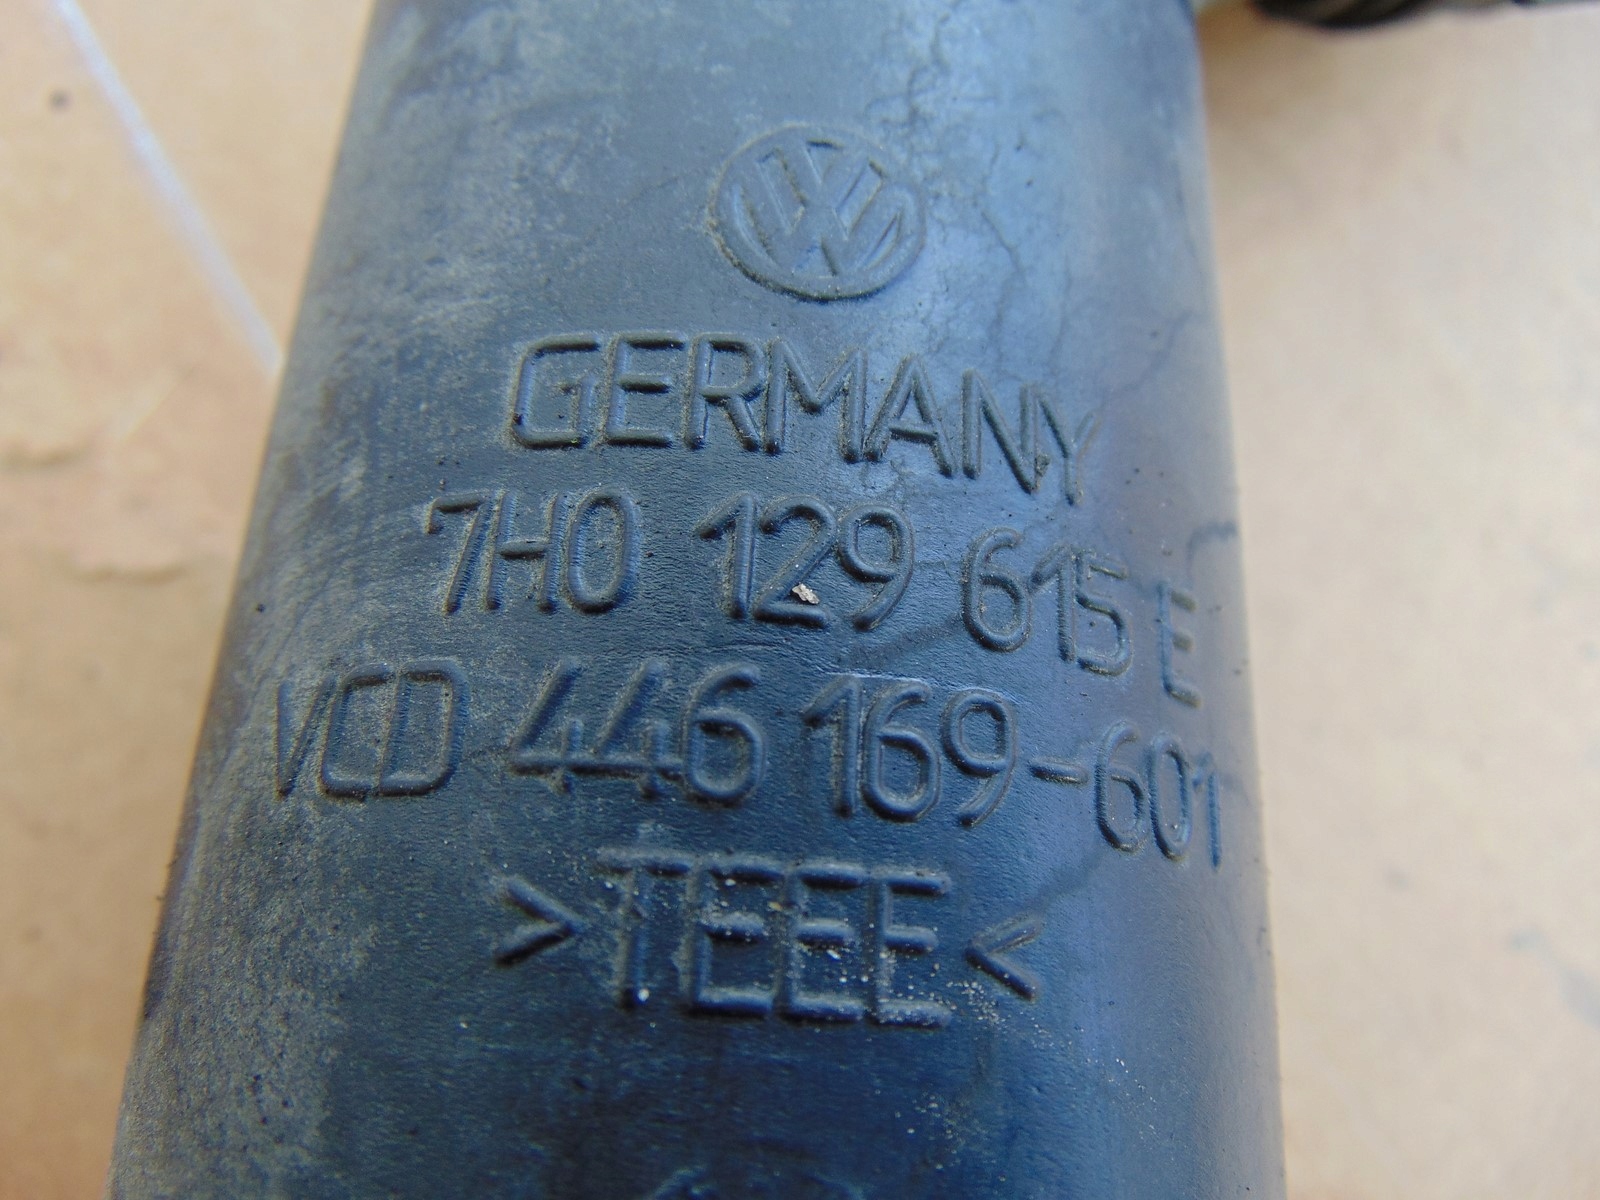 GERMANY
7H0 129 615 E
VCD 446 169-601
>TEEE<